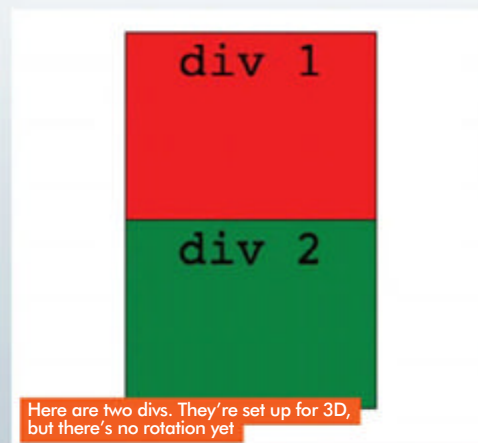 div 1
div 2
Here are two divs. They're set up for 3D,
but there's no rotation yet